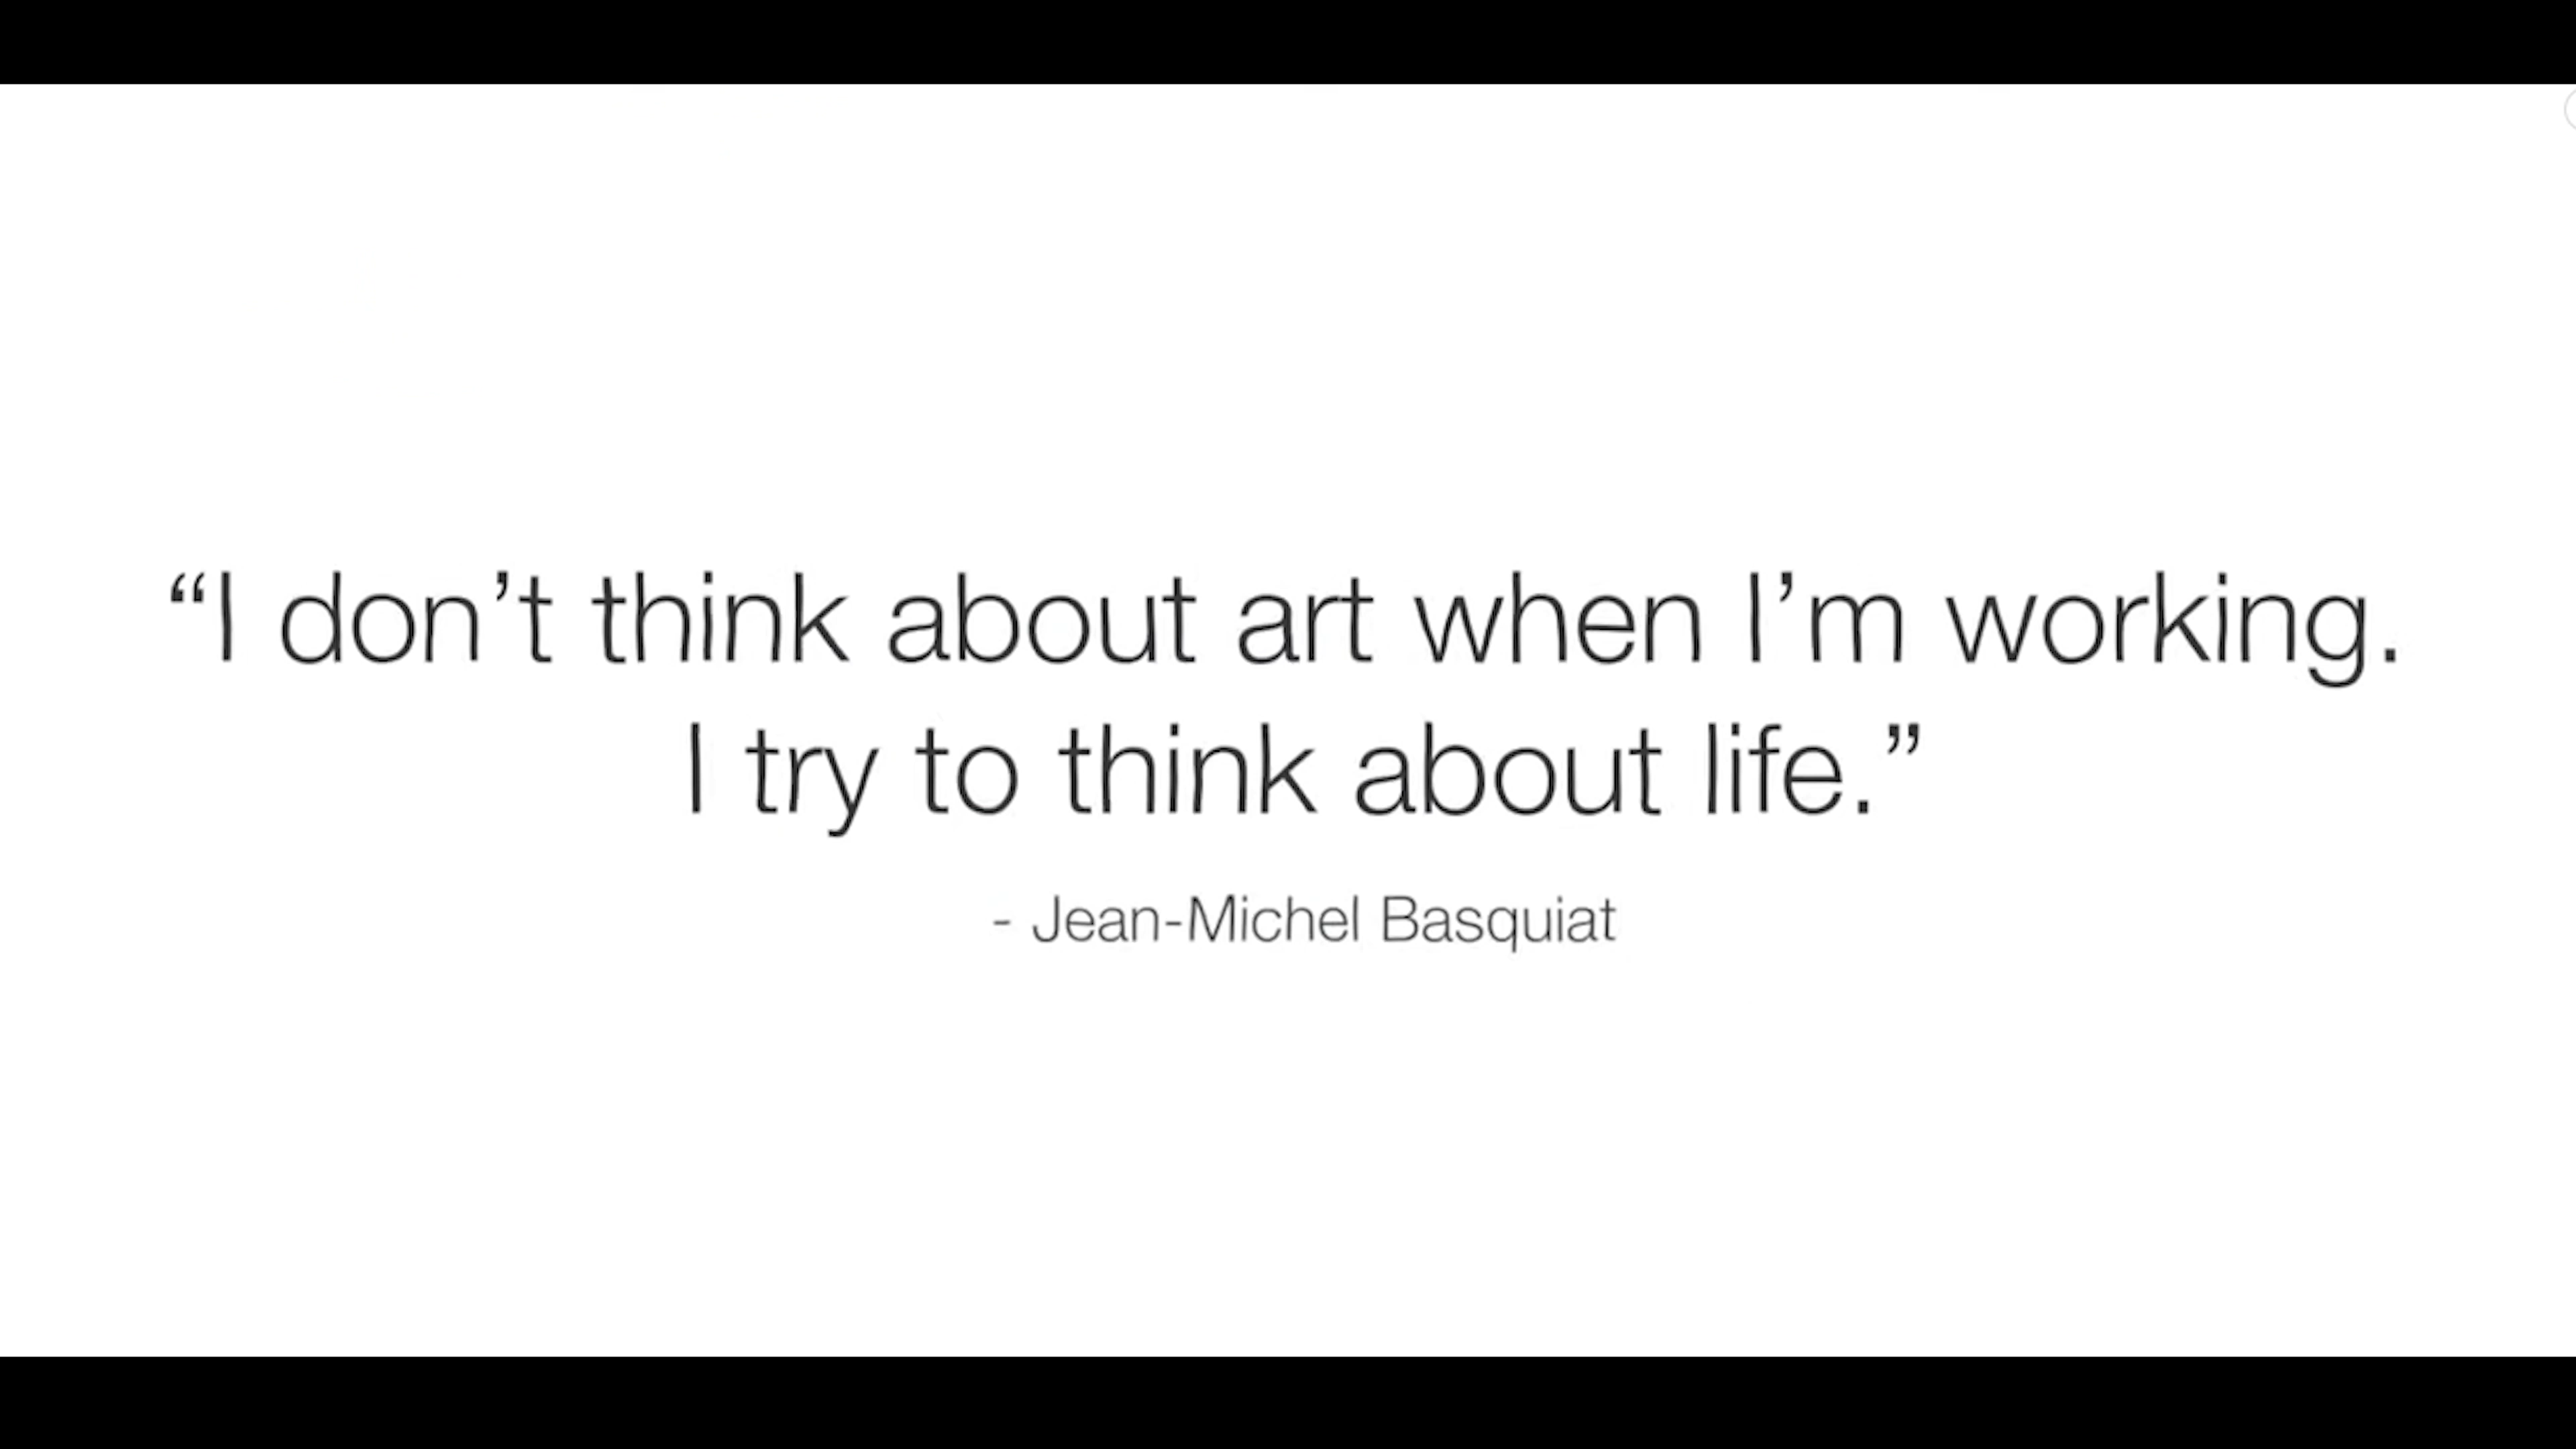 “I don’t think about art when I’m working.
I try to think about life.”
- Jean-Michel Basquiat